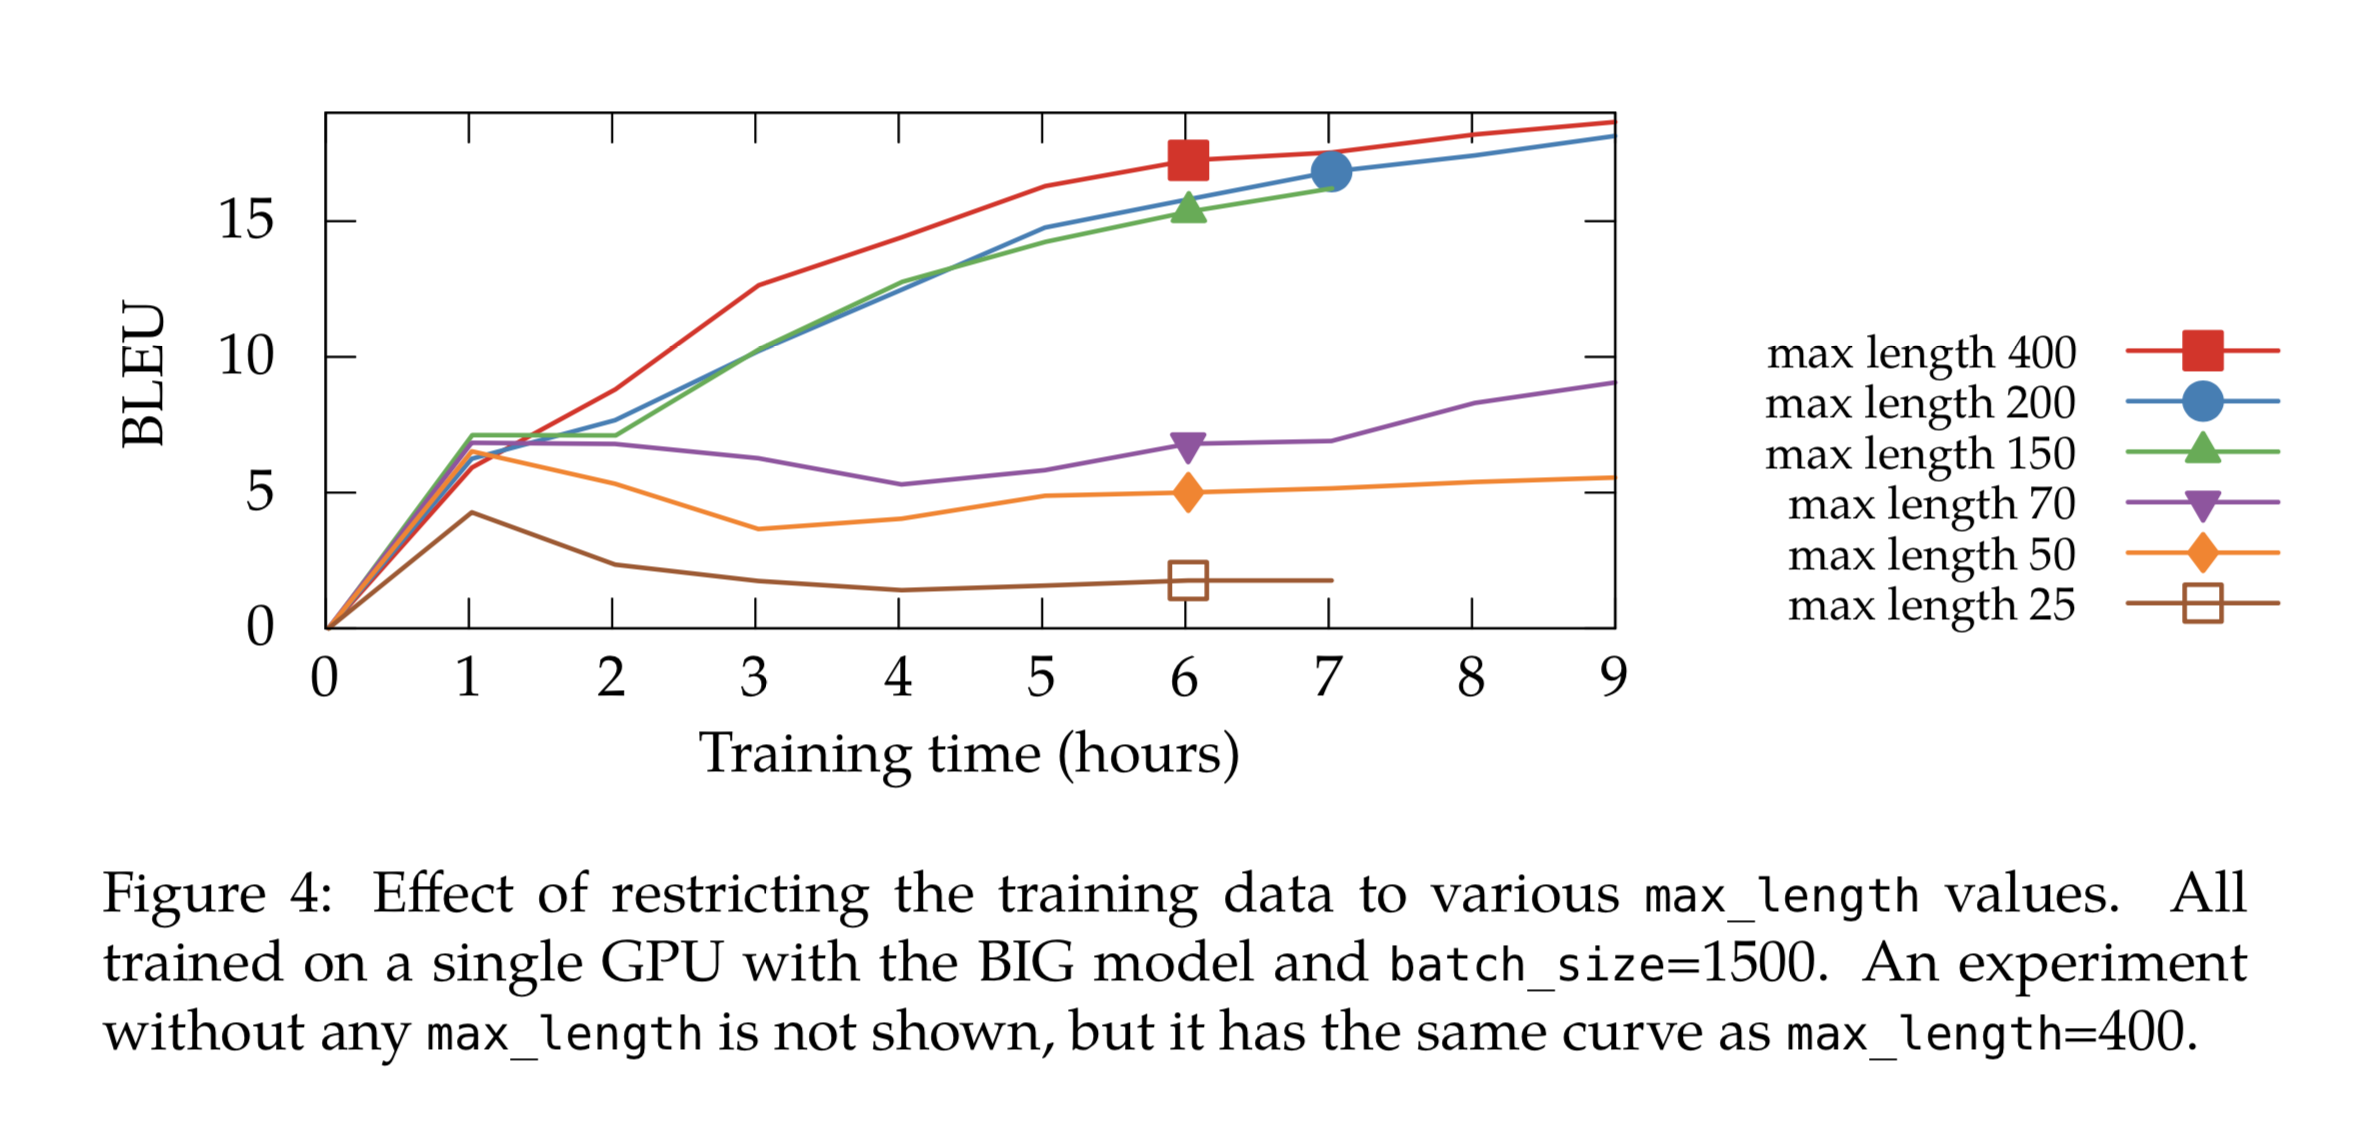 BLEU
15
10
5
0
0 1 2 3 4 5 6 7 8 9
Training time (hours)
max length 400
max length 200
max length 150
max length 70
max length 50
max length 25
Figure 4: Effect of restricting the training data to various max_length values. All
trained on a single GPU with the BIG model and batch_size=1500. An experiment
without any max_length is not shown, but it has the same curve as max_length=400.